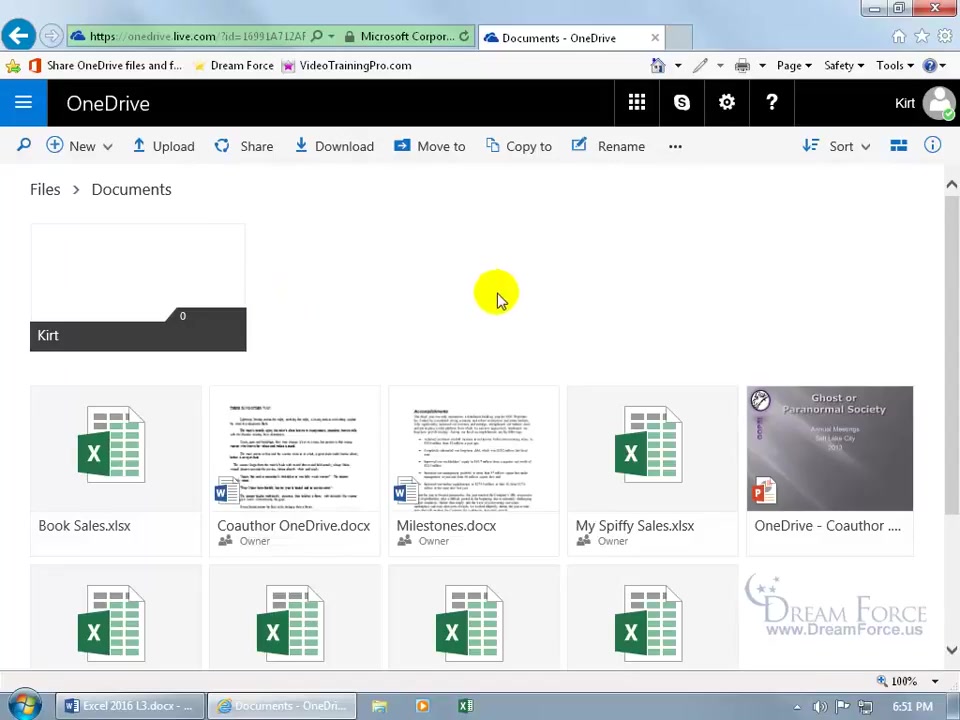 https://onedrive.live.com/?id=16991A712AF
Microsoft Corpor...
Documents - OneDrive
Share OneDrive files and f...
Dream Force
VideoTrainingPro.com
Page
Safety
Tools
OneDrive
Kirt
New
Upload
Share
Download
Move to
Copy to
Rename
Sort
Files > Documents
0
Kirt
Accomplishments
Ghost or
Paranormal Society
Annual Meetings
Salt Lake City
2012
Book Sales.xlsx
Coauthor OneDrive.docx
Milestones.docx
My Spiffy Sales.xlsx
OneDrive - Coauthor ....
Owner
Owner
Owner
DREAM FORCE
www.DreamForce.us
100%
Excel 2016 L3.docx - ...
Documents - OneDri...
6:51 PM